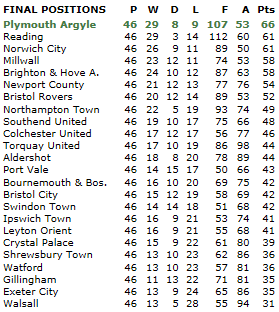 FINAL POSITIONS P W D L F A Pts
Plymouth Argyle 46 29 8 9 107 53 66
Reading 46 29 3 14 112 60 61
Norwich City 46 26 9 11 89 50 61
Millwall 46 23 12 11 74 53 58
Brighton & Hove A. 46 24 10 12 87 63 58
Newport County 46 21 12 13 77 76 54
Bristol Rovers 46 20 12 14 89 53 52
Northampton Town 46 22 5 19 93 74 49
Southend United 46 19 10 17 75 66 48
Colchester United 46 17 12 17 56 77 46
Torquay United 46 17 10 19 86 98 44
Aldershot 46 18 8 20 78 89 44
Port Vale 46 14 15 17 50 66 43
Bournemouth & Bos. 46 16 10 20 69 75 42
Bristol City 46 15 12 19 58 69 42
Swindon Town 46 14 14 18 51 68 42
Ipswich Town 46 16 9 21 53 74 41
Leyton Orient 46 16 9 21 55 68 41
Crystal Palace 46 15 9 22 61 80 39
Shrewsbury Town 46 13 10 23 62 86 36
Watford 46 13 10 23 57 81 36
Gillingham 46 11 13 22 71 81 35
Exeter City 46 13 9 24 65 86 35
Walsall 46 13 5 28 55 94 31